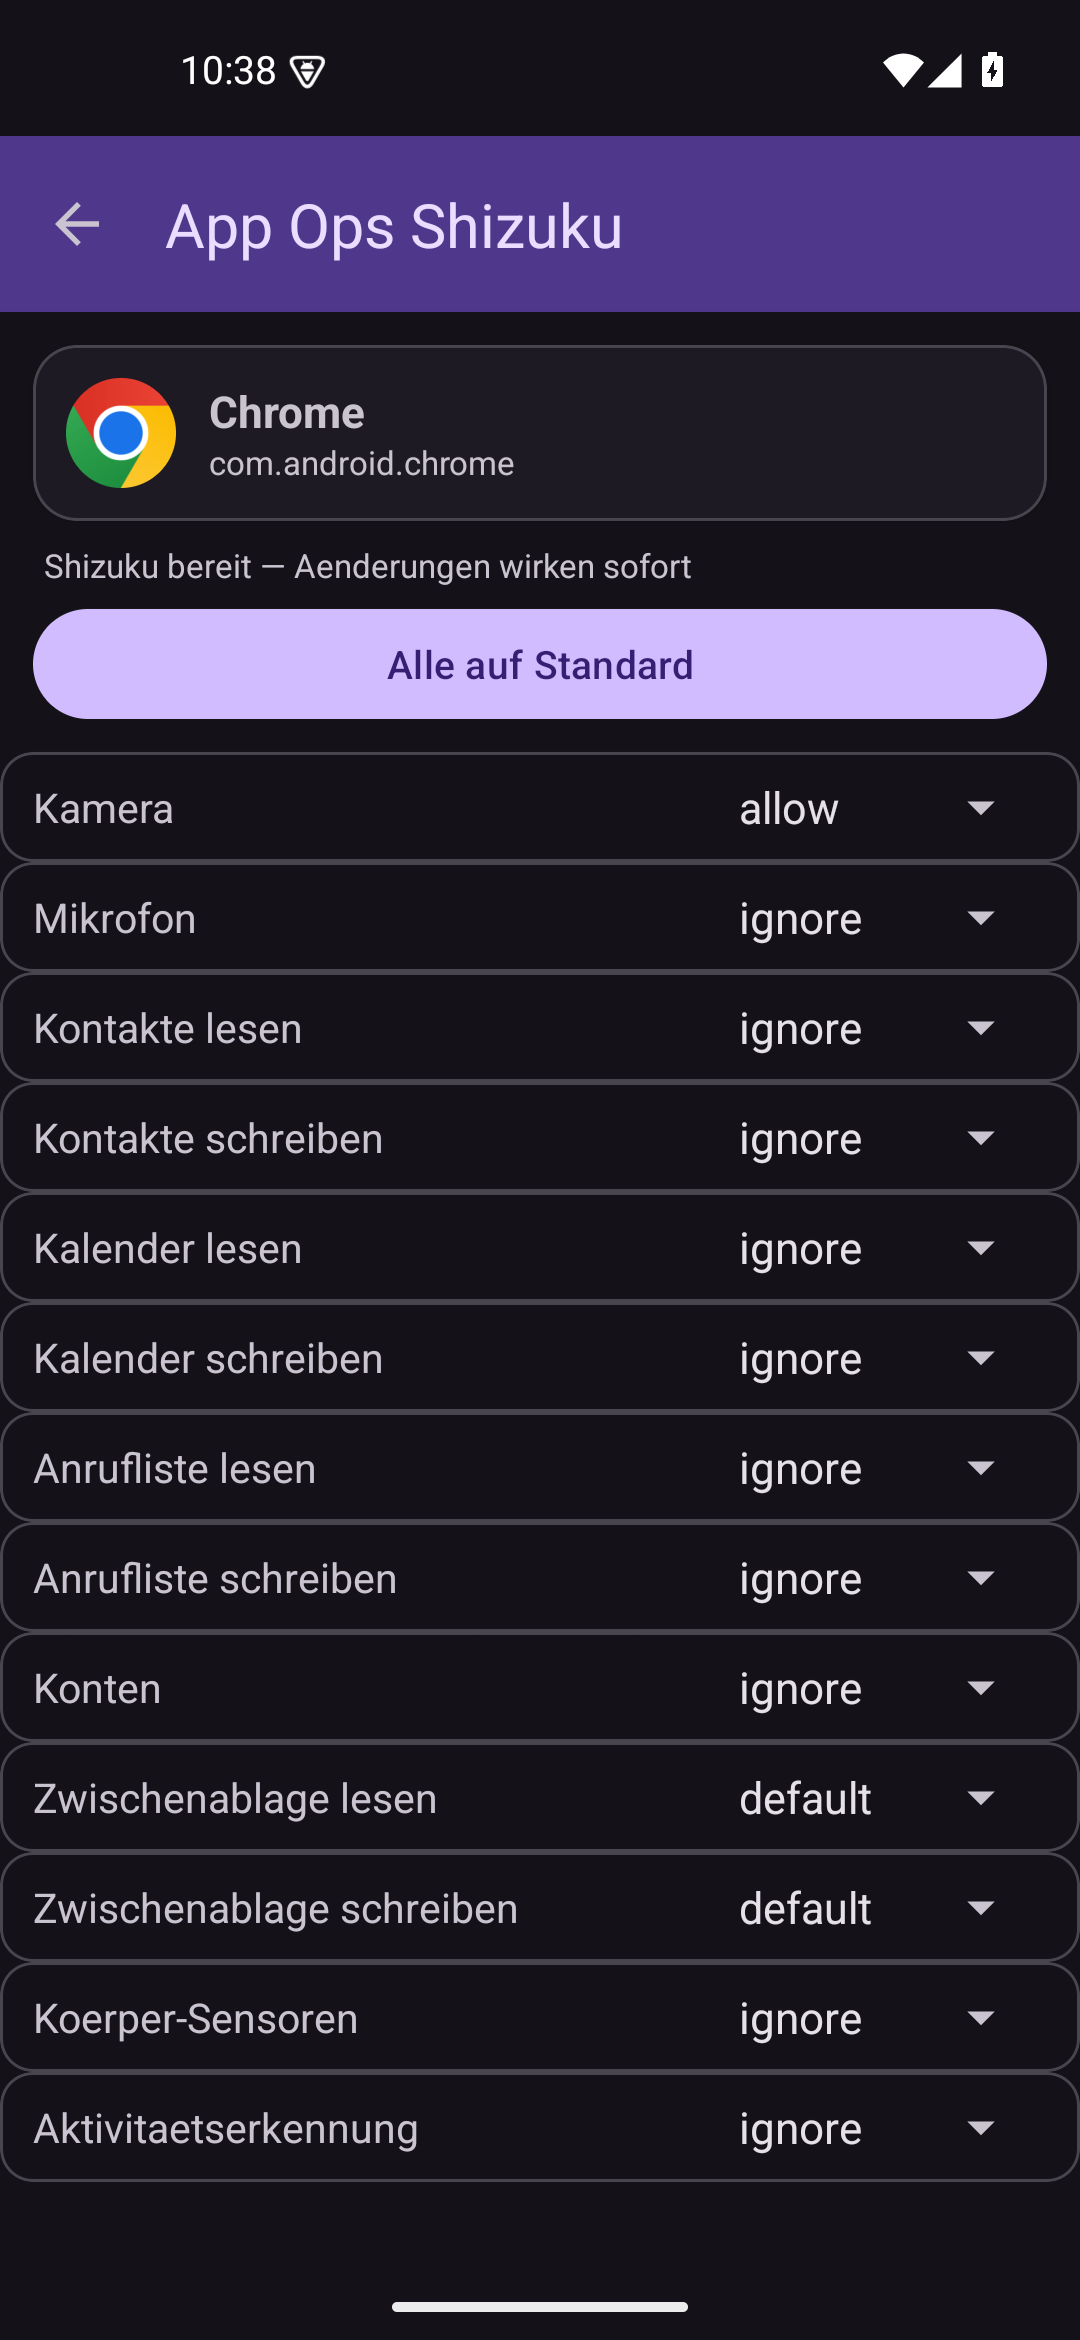 10:38
App Ops Shizuku
Chrome
com.android.chrome
Shizuku bereit — Aenderungen wirken sofort
Alle auf Standard
Kamera allow
Mikrofon ignore
Kontakte lesen ignore
Kontakte schreiben ignore
Kalender lesen ignore
Kalender schreiben ignore
Anrufliste lesen ignore
Anrufliste schreiben ignore
Konten ignore
Zwischenablage lesen default
Zwischenablage schreiben default
Koerper-Sensoren ignore
Aktivitaetserkennung ignore